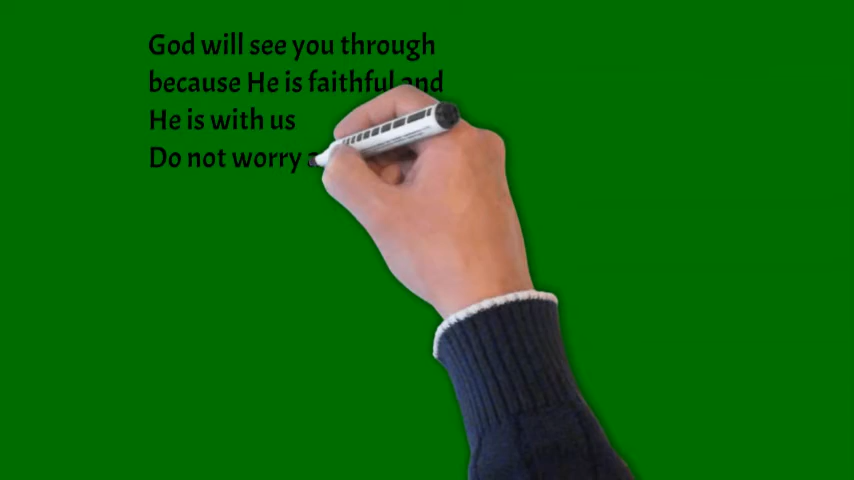 God will see you through
because He is faithful and
He is with us
Do not worry